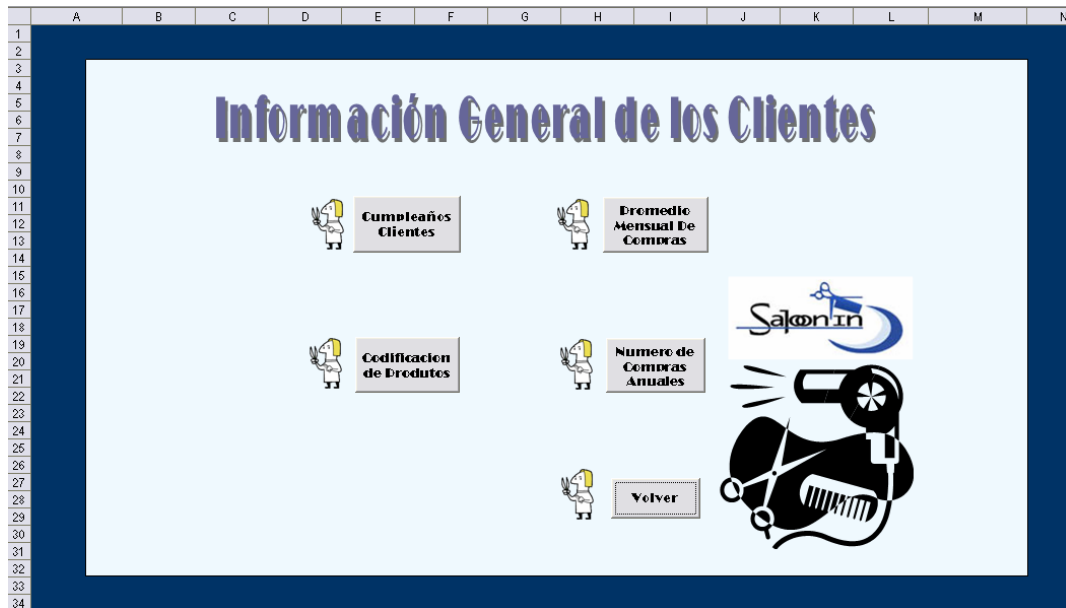 A B C D E F G H I J K L M N
1
2
3
4
5
6
7
8
9
10
11
12
13
14
15
16
17
18
19
20
21
22
23
24
25
26
27
28
29
30
31
32
33
34
Información General de los Clientes
Cumpleaños
Clientes
Promedio
Mensual De
Compras
Saloon In
Codificacion
de Produtos
Numero de
Compras
Anuales
Volver